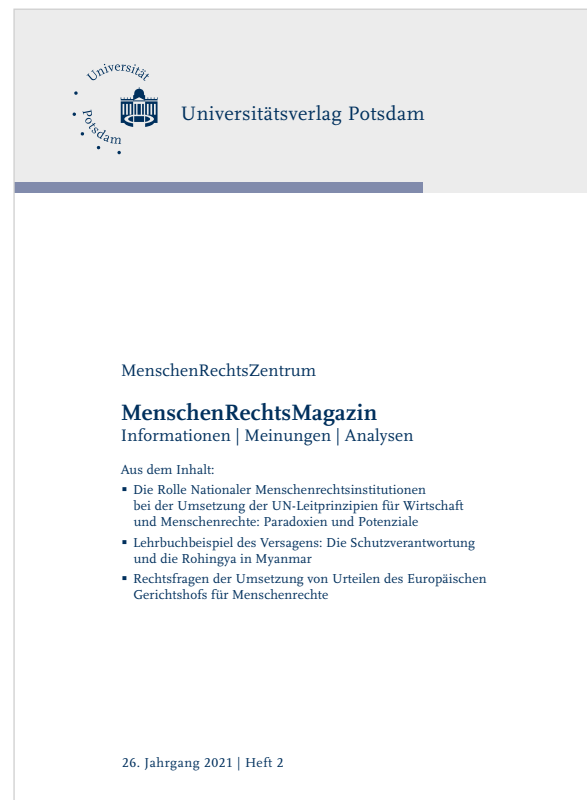 Universität
Potsdam
Universitätsverlag Potsdam
MenschenRechtsZentrum
MenschenRechtsMagazin
Informationen | Meinungen | Analysen
Aus dem Inhalt:
▪ Die Rolle Nationaler Menschenrechtsinstitutionen
bei der Umsetzung der UN-Leitprinzipien für Wirtschaft
und Menschenrechte: Paradoxien und Potenziale
▪ Lehrbuchbeispiel des Versagens: Die Schutzverantwortung
und die Rohingya in Myanmar
▪ Rechtsfragen der Umsetzung von Urteilen des Europäischen
Gerichtshofs für Menschenrechte
26. Jahrgang 2021 | Heft 2